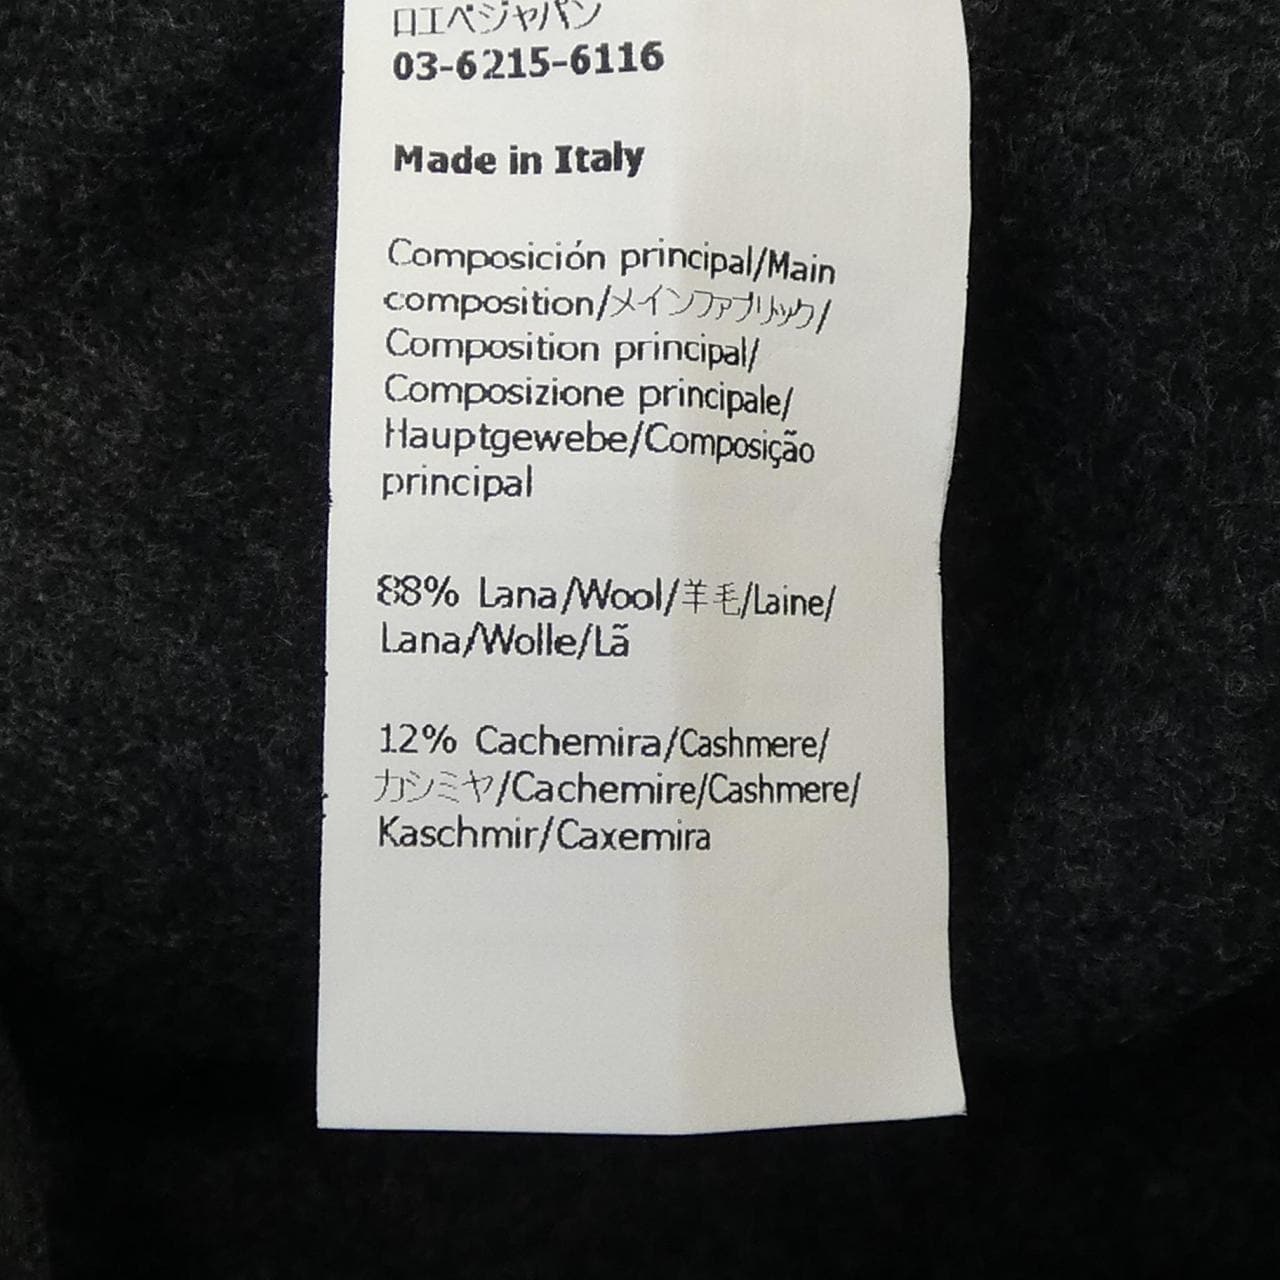 ロエベジャパン
03-6215-6116
Made in Italy
Composición principal/Main
composition/メインファブリック/
Composition principal/
Composizione principale/
Hauptgewebe/Composição
principal
88% Lana/Wool/羊毛/Laine/
Lana/Wolle/Lã
12% Cachemira/Cashmere/
カシミヤ/Cachemire/Cashmere/
Kaschmir/Caxemira